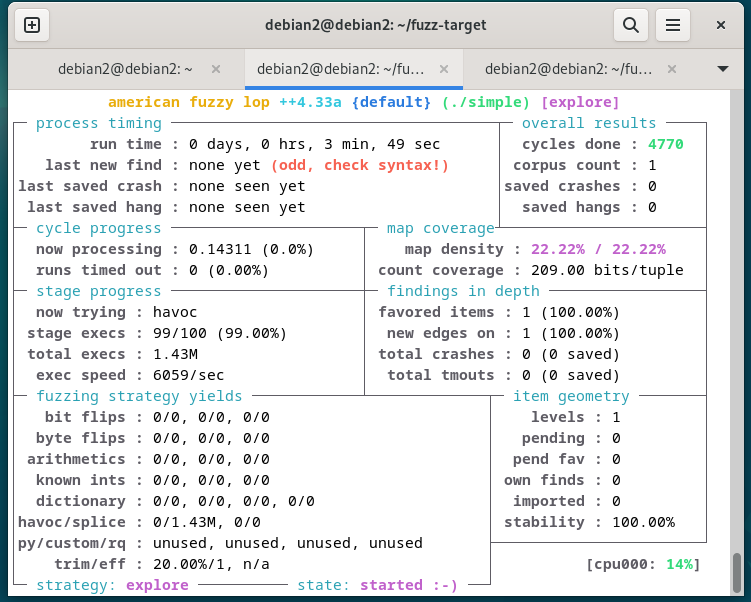 debian2@debian2: ~/fuzz-target
debian2@debian2: ~ × debian2@debian2: ~/fu… × debian2@debian2: ~/fu… ×
american fuzzy lop ++4.33a {default} (./simple) [explore]
process timing overall results
run time : 0 days, 0 hrs, 3 min, 49 sec cycles done : 4770
last new find : none yet (odd, check syntax!) corpus count : 1
last saved crash : none seen yet saved crashes : 0
last saved hang : none seen yet saved hangs : 0
cycle progress map coverage
now processing : 0.14311 (0.0%) map density : 22.22% / 22.22%
runs timed out : 0 (0.00%) count coverage : 209.00 bits/tuple
stage progress findings in depth
now trying : havoc favored items : 1 (100.00%)
stage execs : 99/100 (99.00%) new edges on : 1 (100.00%)
total execs : 1.43M total crashes : 0 (0 saved)
exec speed : 6059/sec total tmouts : 0 (0 saved)
fuzzing strategy yields item geometry
bit flips : 0/0, 0/0, 0/0 levels : 1
byte flips : 0/0, 0/0, 0/0 pending : 0
arithmetics : 0/0, 0/0, 0/0 pend fav : 0
known ints : 0/0, 0/0, 0/0 own finds : 0
dictionary : 0/0, 0/0, 0/0, 0/0 imported : 0
havoc/splice : 0/1.43M, 0/0 stability : 100.00%
py/custom/rq : unused, unused, unused, unused
trim/eff : 20.00%/1, n/a [cpu000: 14%]
strategy: explore state: started :-)